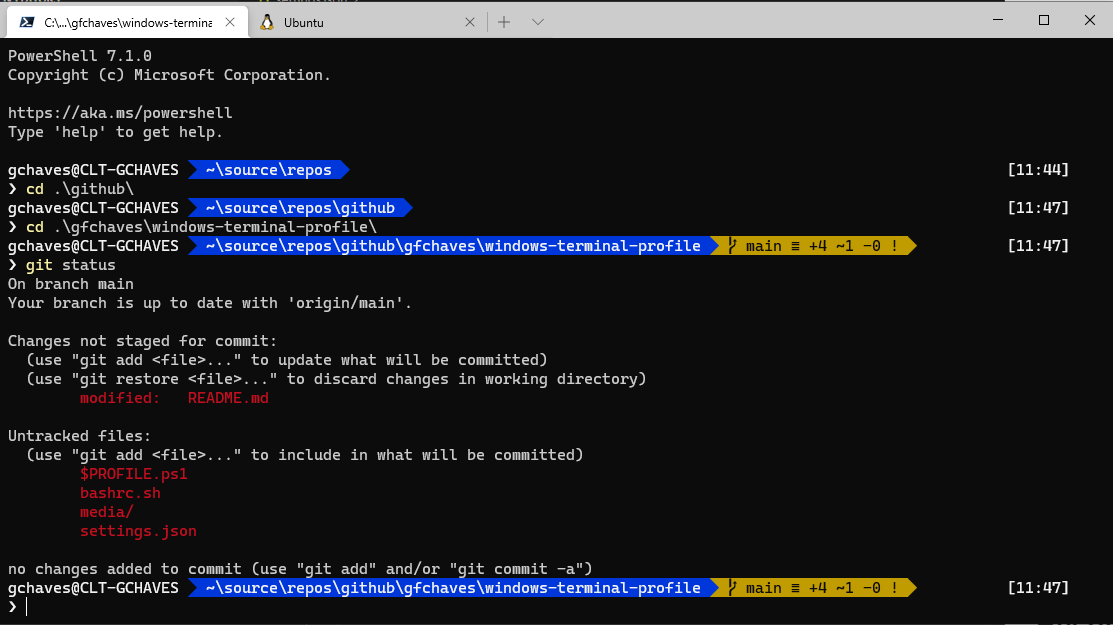 C:\...\gfchaves\windows-termina
Ubuntu
PowerShell 7.1.0
Copyright (c) Microsoft Corporation.
https://aka.ms/powershell
Type 'help' to get help.
gchaves@CLT-GCHAVES ~\source\repos [11:44]
❯ cd .\github\
gchaves@CLT-GCHAVES ~\source\repos\github [11:47]
❯ cd .\gfchaves\windows-terminal-profile\
gchaves@CLT-GCHAVES ~\source\repos\github\gfchaves\windows-terminal-profile main ≡ +4 ~1 -0 ! [11:47]
❯ git status
On branch main
Your branch is up to date with 'origin/main'.
Changes not staged for commit:
(use "git add <file>..." to update what will be committed)
(use "git restore <file>..." to discard changes in working directory)
modified: README.md
Untracked files:
(use "git add <file>..." to include in what will be committed)
$PROFILE.ps1
bashrc.sh
media/
settings.json
no changes added to commit (use "git add" and/or "git commit -a")
gchaves@CLT-GCHAVES ~\source\repos\github\gfchaves\windows-terminal-profile main ≡ +4 ~1 -0 ! [11:47]
❯